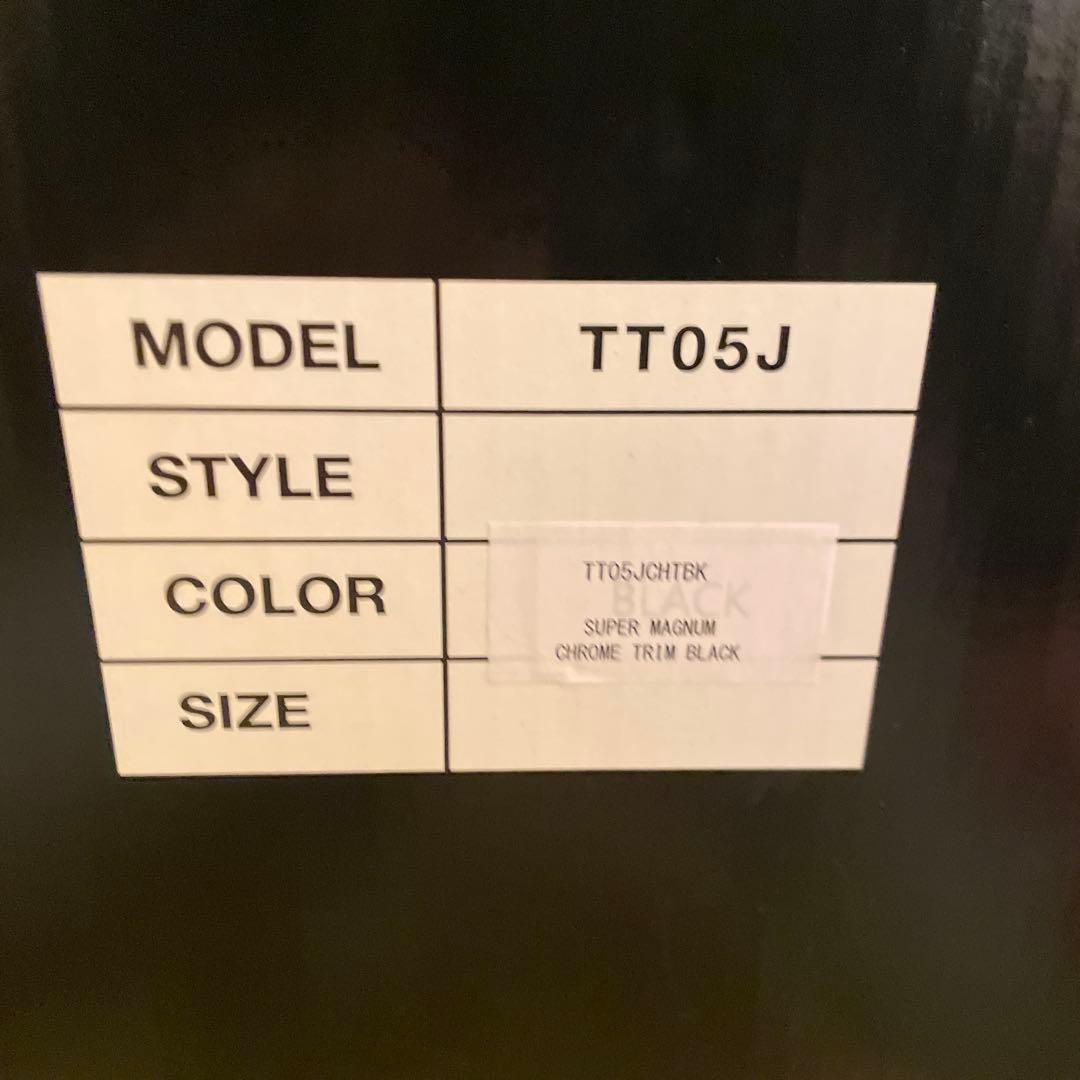 MODEL TT05J
STYLE
COLOR BLACK
TT05JCHTBK
SUPER MAGNUM
CHROME TRIM BLACK
SIZE